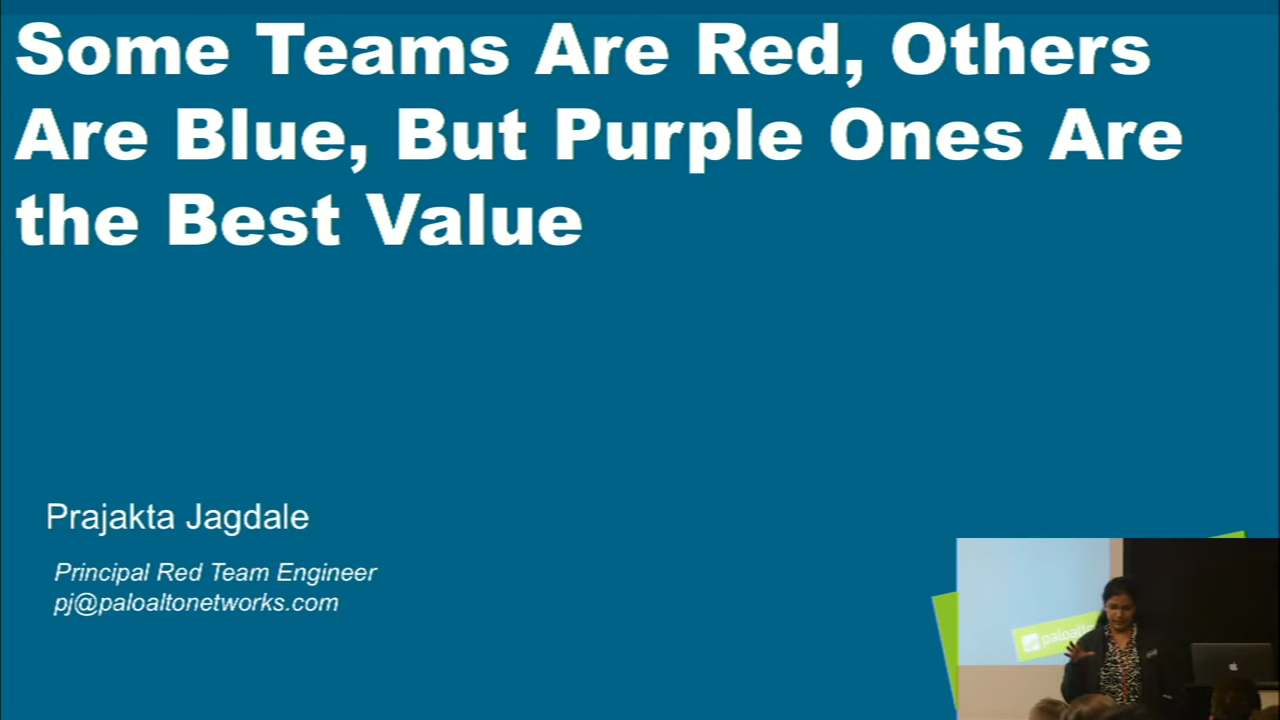 Some Teams Are Red, Others
Are Blue, But Purple Ones Are
the Best Value
Prajakta Jagdale
Principal Red Team Engineer
pj@paloaltonetworks.com